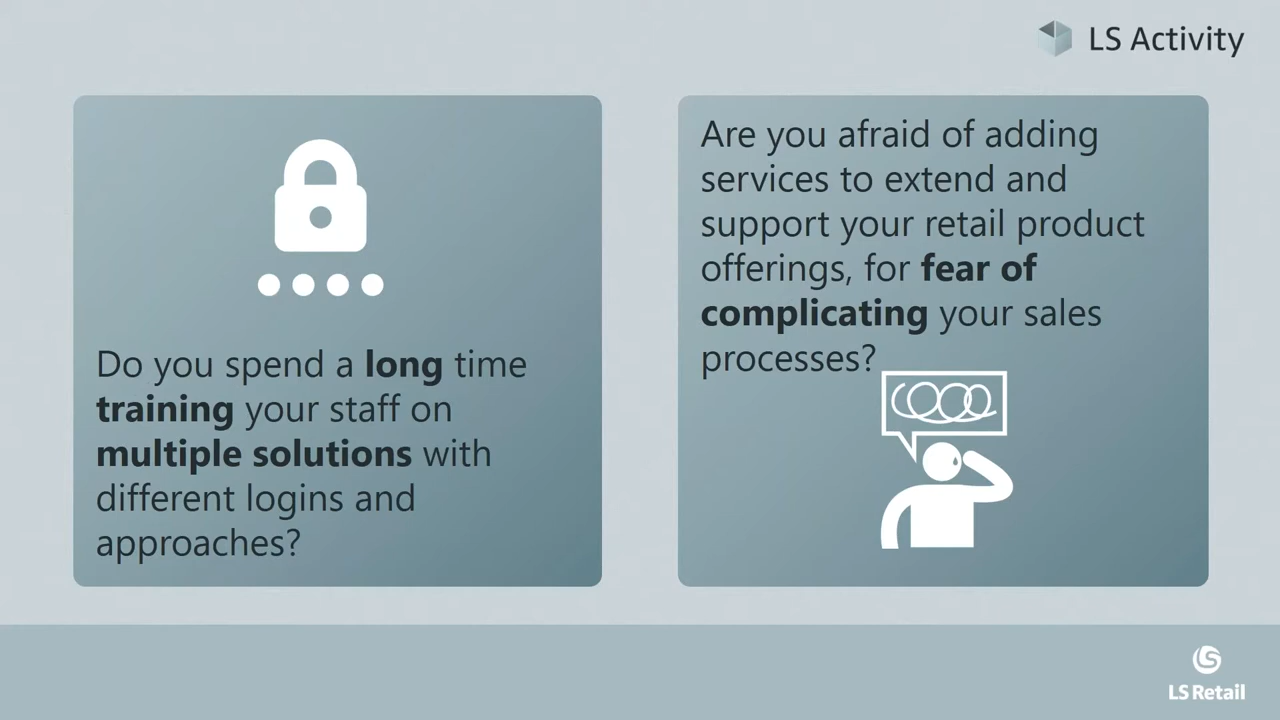 LS Activity
Do you spend a long time
training your staff on
multiple solutions with
different logins and
approaches?
Are you afraid of adding
services to extend and
support your retail product
offerings, for fear of
complicating your sales
processes?
LS Retail